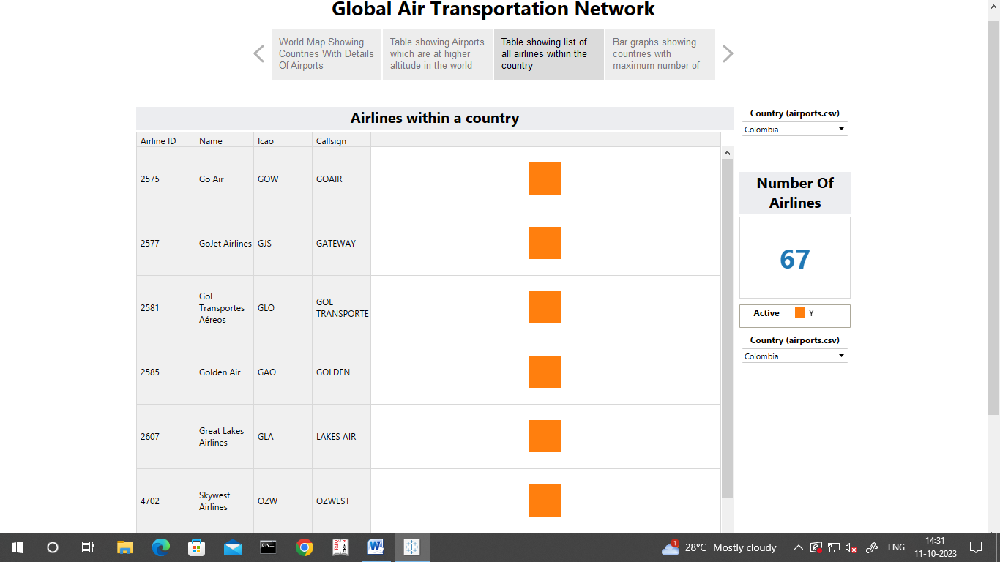 Global Air Transportation Network
World Map Showing
Countries With Details
Of Airports
Table showing Airports
which are at higher
altitude in the world
Table showing list of
all airlines within the
country
Bar graphs showing
countries with
maximum number of
Airlines within a country
Airline ID Name Icao Callsign
2575 Go Air GOW GOAIR
2577 GoJet Airlines GJS GATEWAY
2581 Gol
Transportes
Aéreos GLO GOL
TRANSPORTE
2585 Golden Air GAO GOLDEN
2607 Great Lakes
Airlines GLA LAKES AIR
4702 Skywest
Airlines OZW OZWEST
Country (airports.csv)
Colombia
Number Of
Airlines
67
Active Y
Country (airports.csv)
Colombia
1
28°C Mostly cloudy
ENG
14:31
11-10-2023